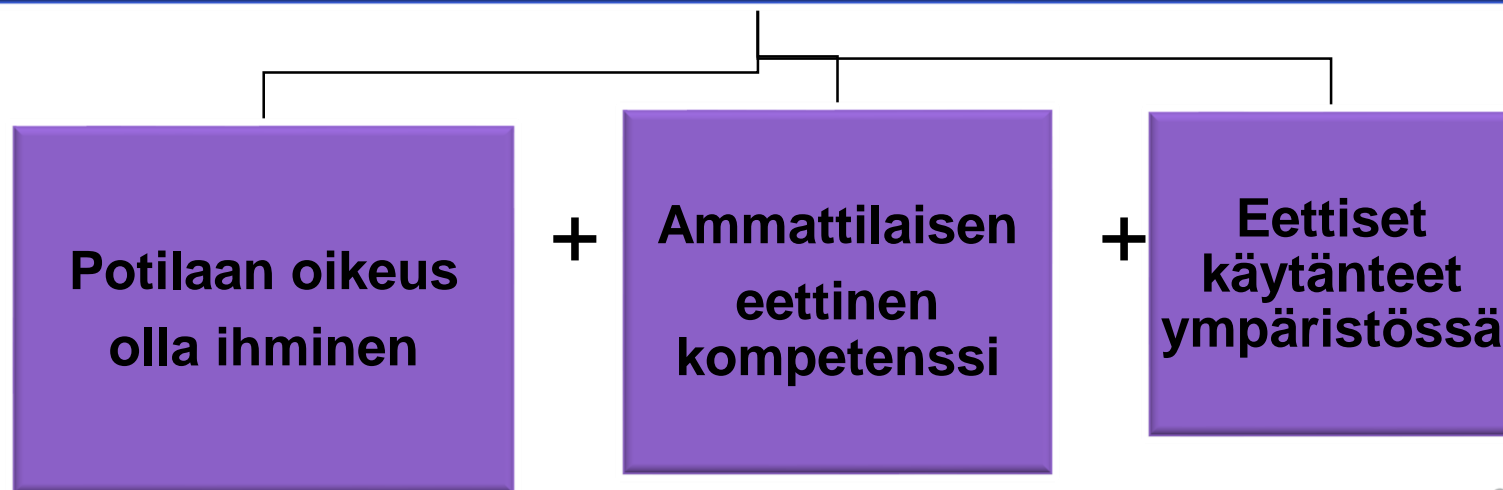 Potilaan oikeus
olla ihminen
+
Ammattilaisen
eettinen
kompetenssi
+
Eettiset
käytänteet
ympäristössä